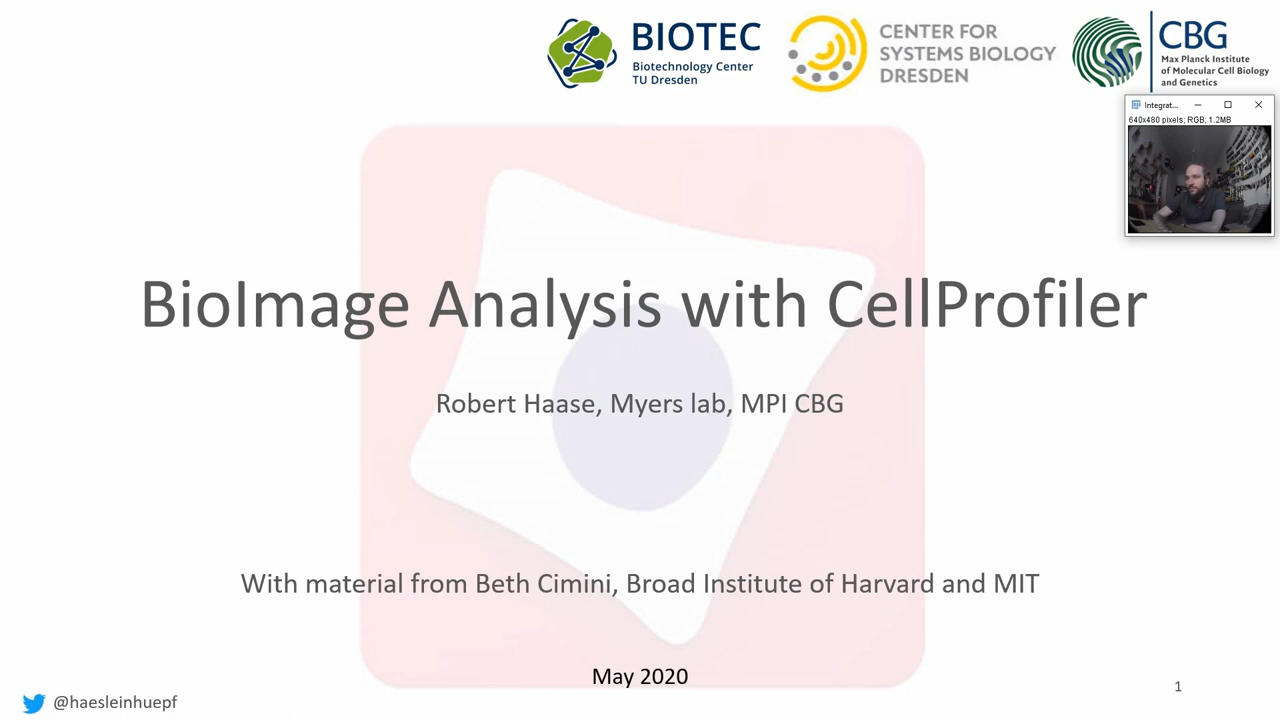 BIOTEC
Biotechnology Center
TU Dresden
CENTER FOR
SYSTEMS BIOLOGY
DRESDEN
CBG
Max Planck Institute
of Molecular Cell Biology
and Genetics
Integrat...
640x480 pixels; RGB; 1.2MB
BioImage Analysis with CellProfiler
Robert Haase, Myers lab, MPI CBG
With material from Beth Cimini, Broad Institute of Harvard and MIT
May 2020
@haesleinhuepf
1